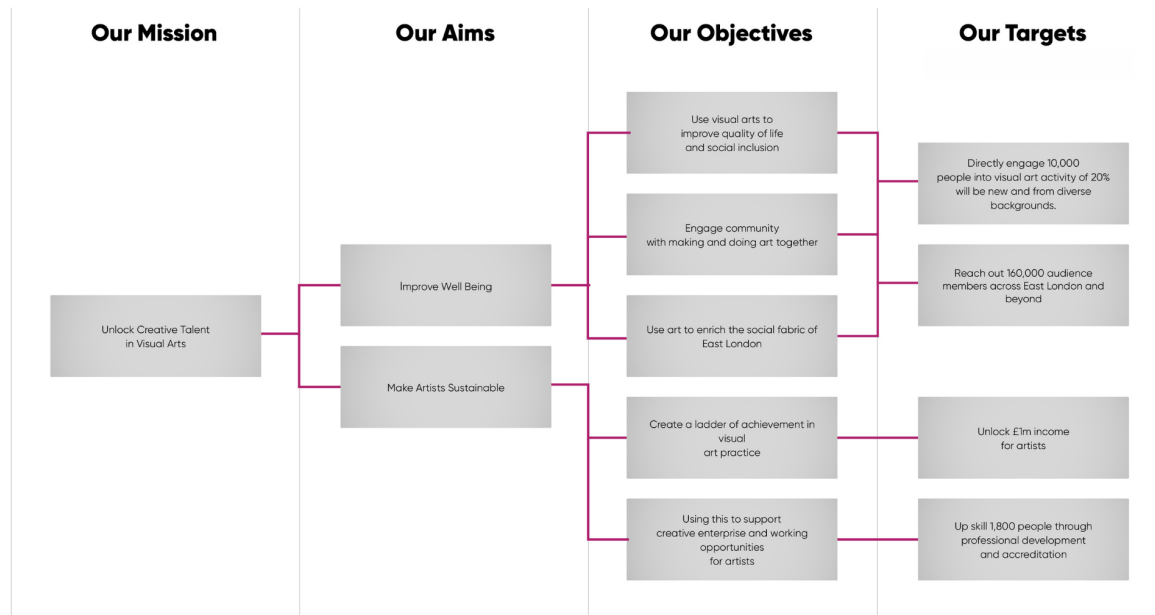 Our Mission
Our Aims
Our Objectives
Our Targets
Unlock Creative Talent
in Visual Arts
Improve Well Being
Make Artists Sustainable
Use visual arts to
improve quality of life
and social inclusion
Engage community
with making and doing art together
Use art to enrich the social fabric of
East London
Create a ladder of achievement in
visual
art practice
Using this to support
creative enterprise and working
opportunities
for artists
Directly engage 10,000
people into visual art activity of 20%
will be new and from diverse
backgrounds.
Reach out 160,000 audience
members across East London and
beyond
Unlock £1m income
for artists
Up skill 1,800 people through
professional development
and accreditation